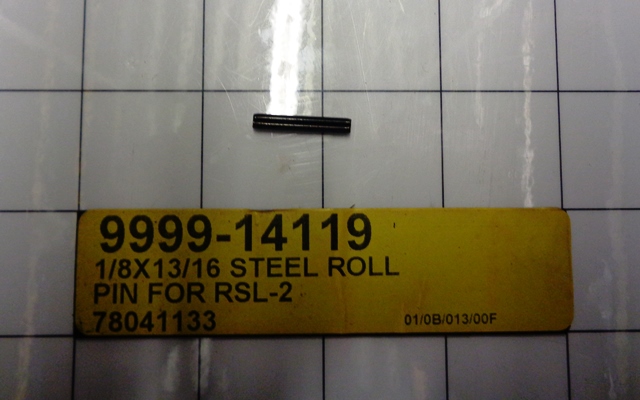 9999-14119
1/8X13/16 STEEL ROLL
PIN FOR RSL-2
78041133
01/0B/013/00F